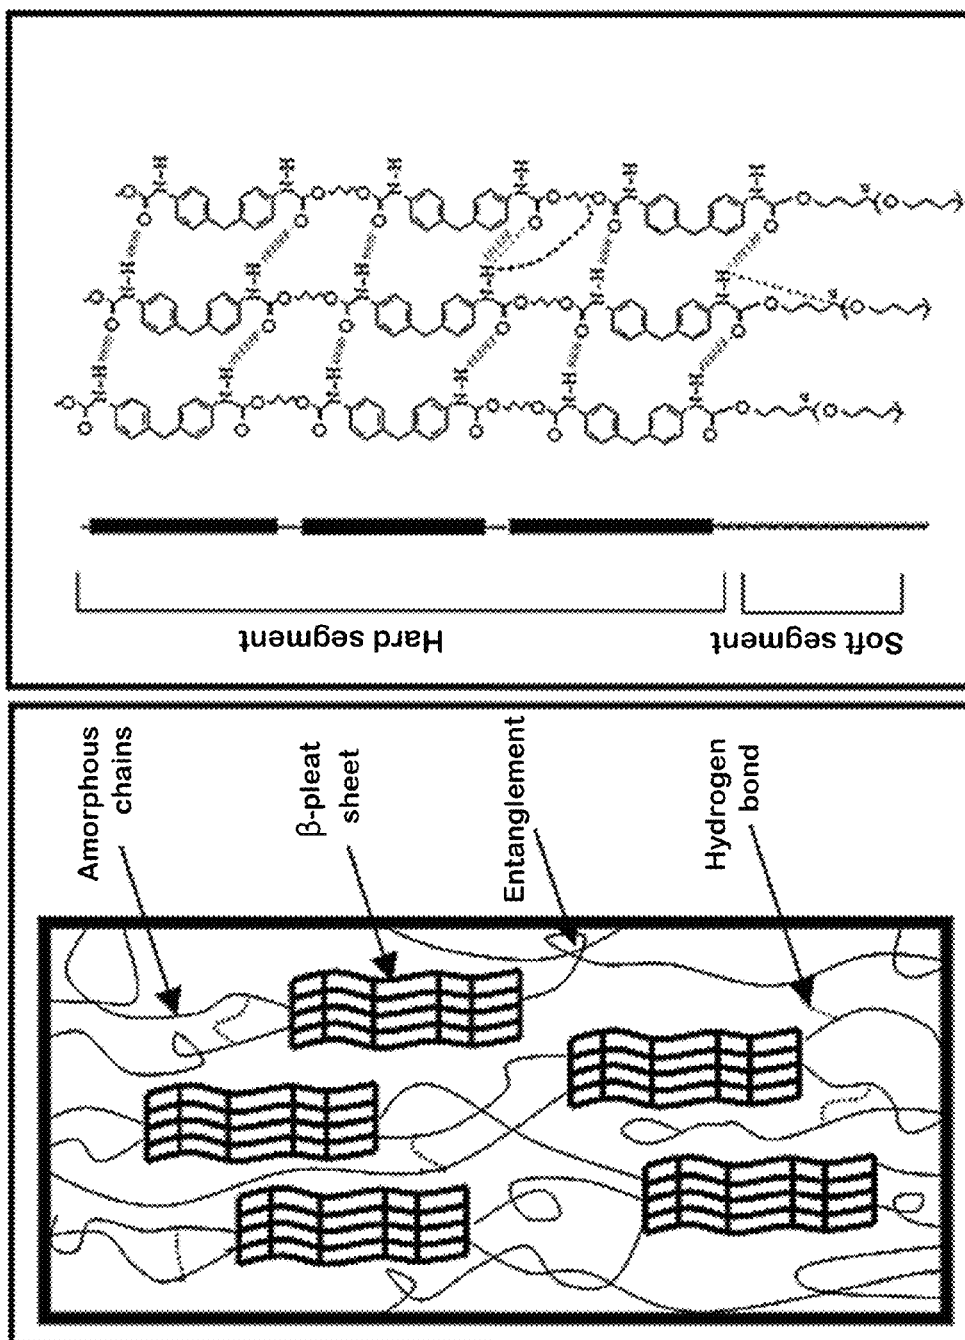 Hard segment
Soft segment
Amorphous
chains
β-pleat
sheet
Entanglement
Hydrogen
bond